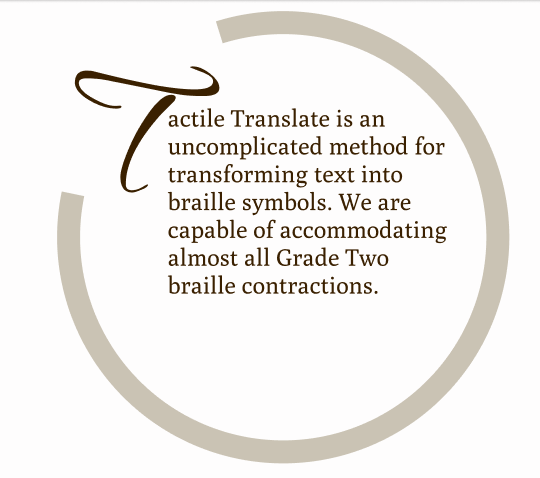 Tactile Translate is an
uncomplicated method for
transforming text into
braille symbols. We are
capable of accommodating
almost all Grade Two
braille contractions.